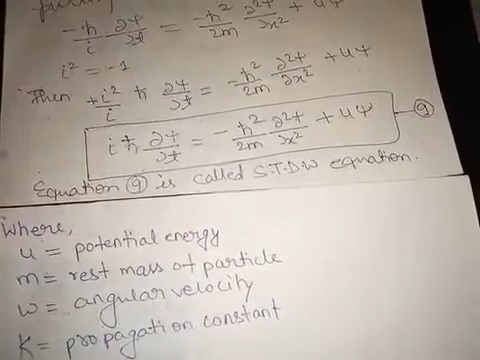 -ħ/i ∂Ψ/∂t = -ħ²/2m ∂²Ψ/∂x² + UΨ
i² = -1
Then +i²/i ħ ∂Ψ/∂t = -ħ²/2m ∂²Ψ/∂x² + UΨ
iħ ∂Ψ/∂t = -ħ²/2m ∂²Ψ/∂x² + UΨ — ⑨
Equation ⑨ is called S.T.D.W equation.
Where,
U = potential energy
m = rest mass of particle
ω = angular velocity
K = propagation constant